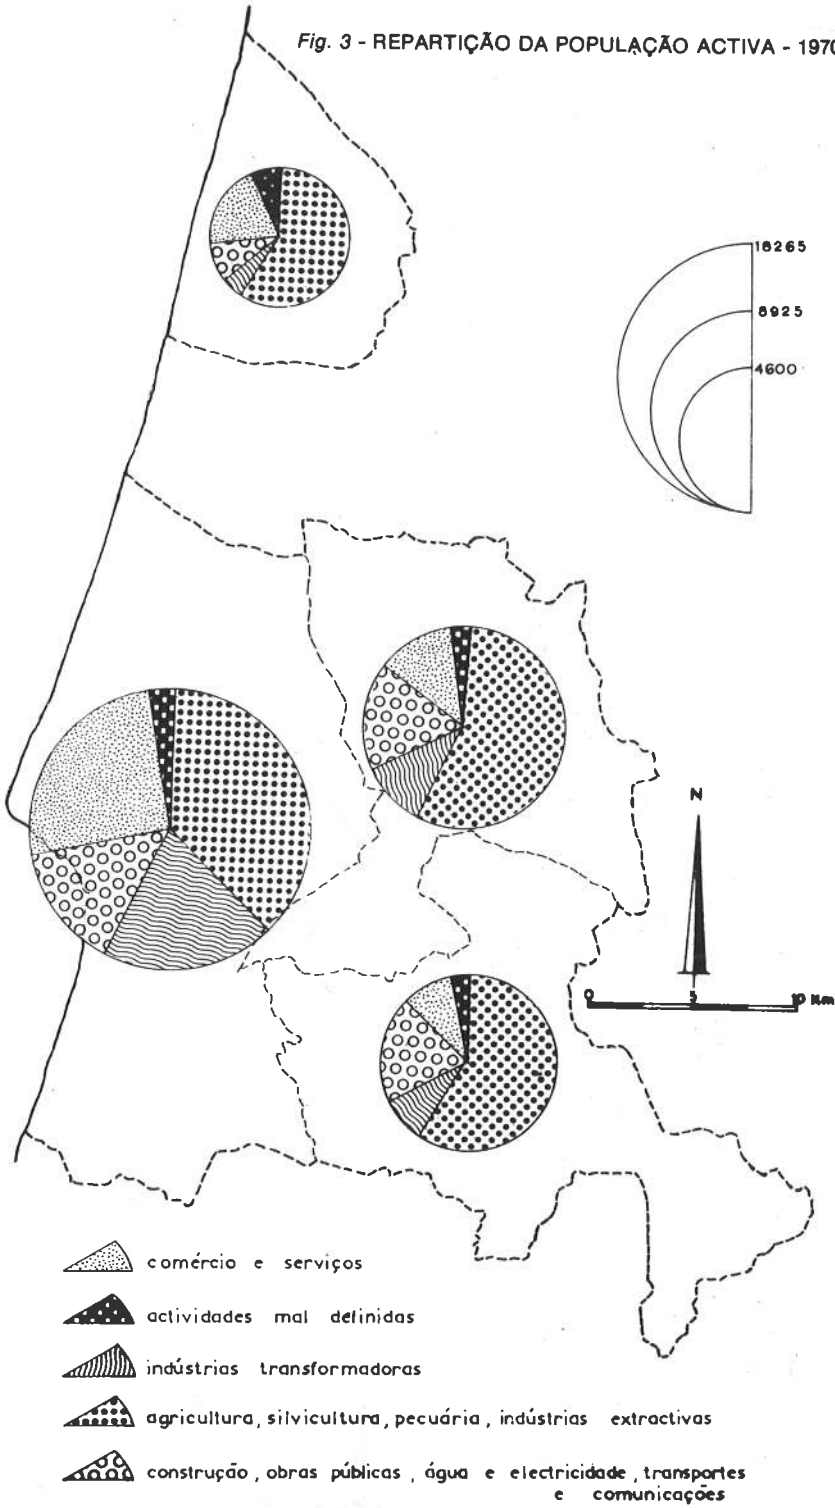 Fig. 3 - REPARTIÇÃO DA POPULAÇÃO ACTIVA - 1970
18265
8925
4600
N
0 5 10 Km
comércio e serviços
actividades mal definidas
indústrias transformadoras
agricultura, silvicultura, pecuária, indústrias extractivas
construção, obras públicas, água e electricidade, transportes
e comunicações